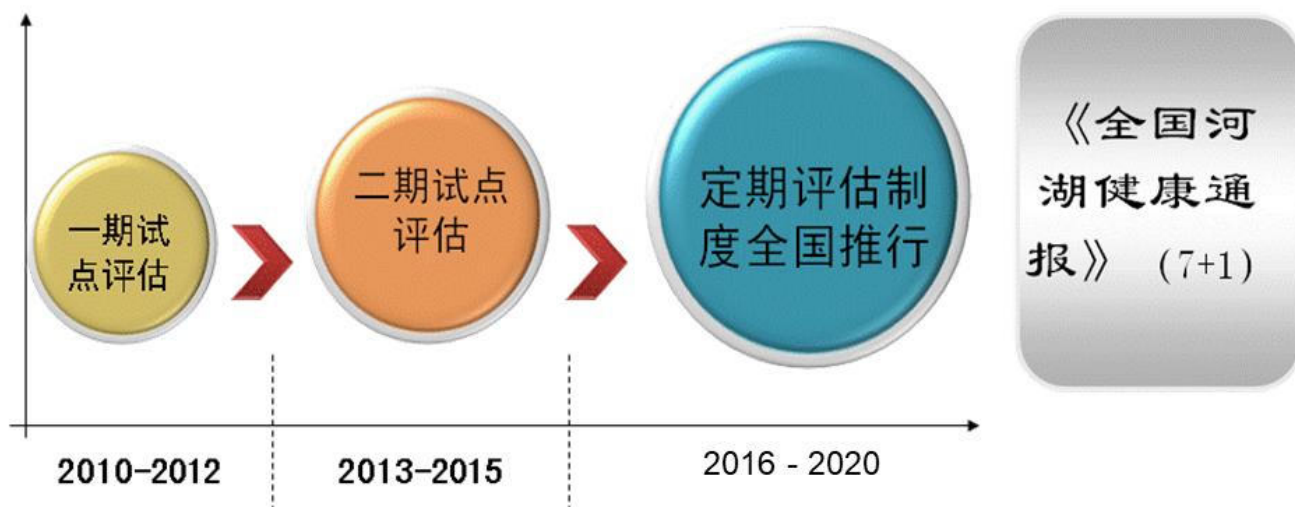 一期试
点评估
二期试点
评估
定期评估制
度全国推行
《全国河
湖健康通
报》（7+1）
2010-2012
2013-2015
2016 - 2020